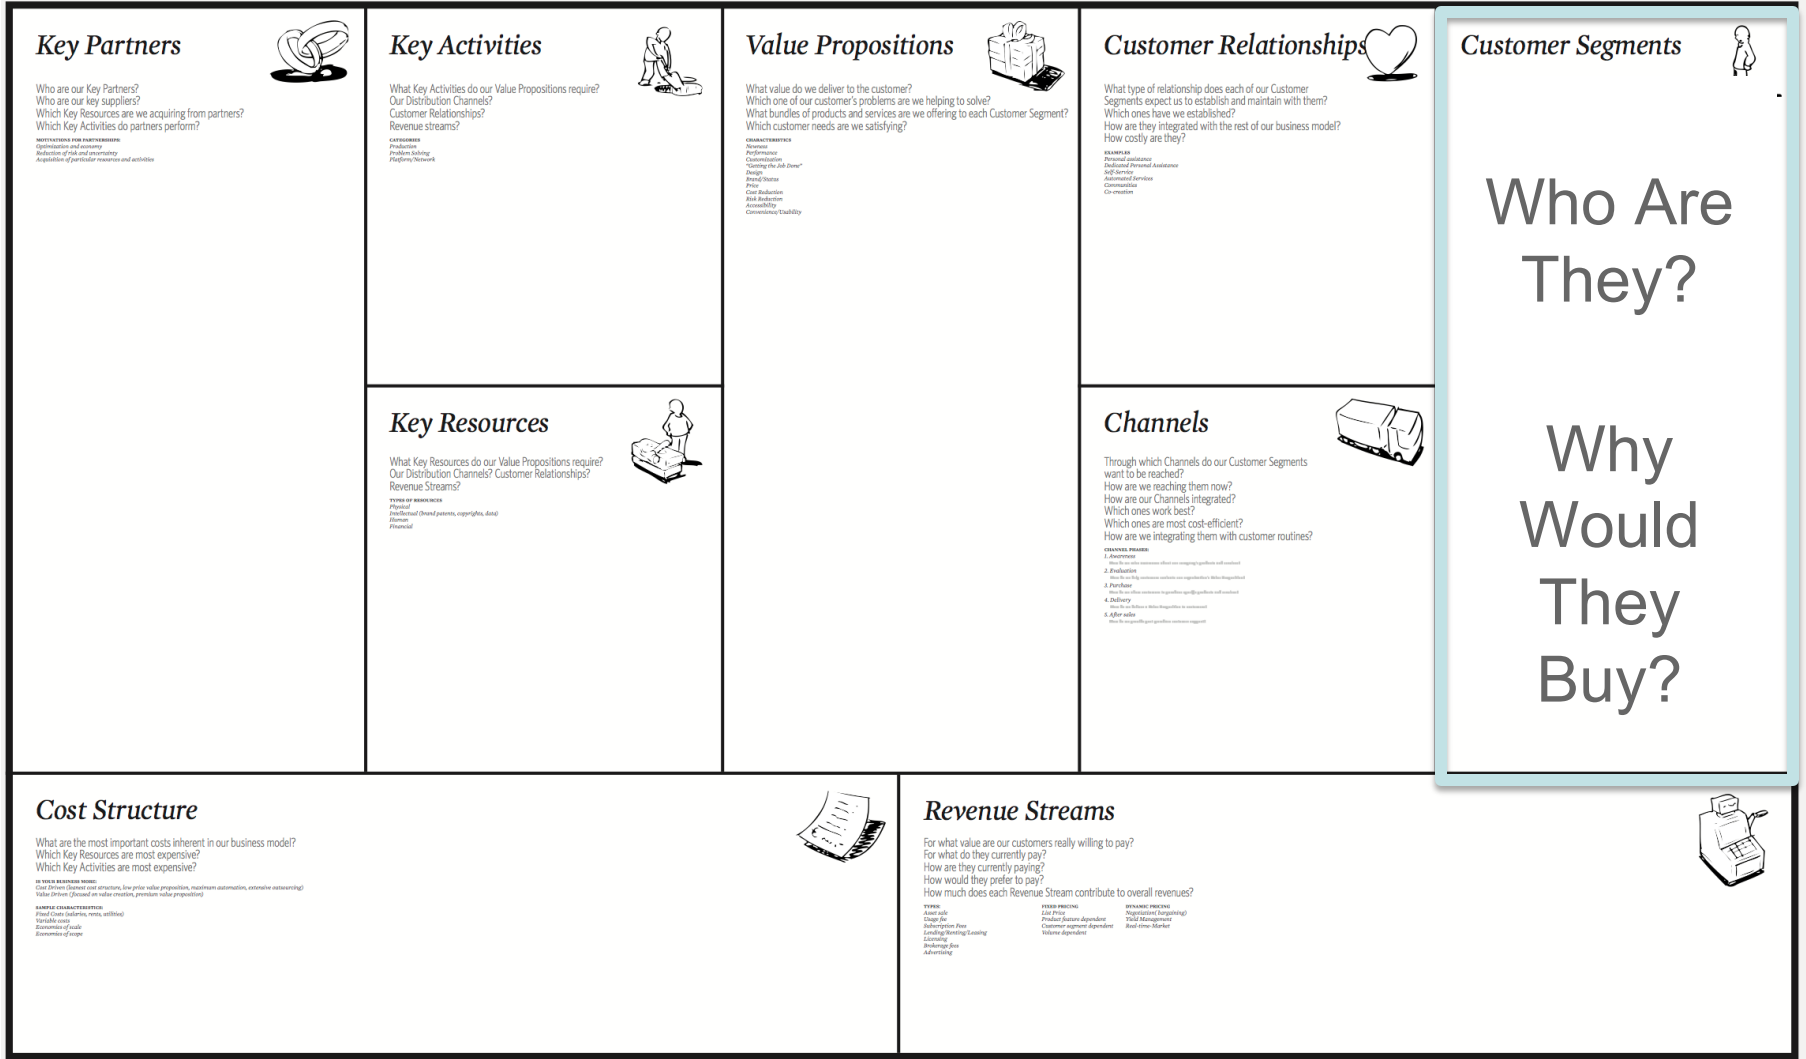 Key Partners
Who are our Key Partners?
Who are our key suppliers?
Which Key Resources are we acquiring from partners?
Which Key Activities do partners perform?
MOTIVATIONS FOR PARTNERSHIPS:
Optimization and economy
Reduction of risk and uncertainty
Acquisition of particular resources and activities
Key Activities
What Key Activities do our Value Propositions require?
Our Distribution Channels?
Customer Relationships?
Revenue streams?
CATEGORIES
Production
Problem Solving
Platform/Network
Key Resources
What Key Resources do our Value Propositions require?
Our Distribution Channels? Customer Relationships?
Revenue Streams?
TYPES OF RESOURCES
Physical
Intellectual (brand patents, copyrights, data)
Human
Financial
Value Propositions
What value do we deliver to the customer?
Which one of our customer's problems are we helping to solve?
What bundles of products and services are we offering to each Customer Segment?
Which customer needs are we satisfying?
CHARACTERISTICS
Newness
Performance
Customization
"Getting the Job Done"
Design
Brand/Status
Price
Cost Reduction
Risk Reduction
Accessibility
Convenience/Usability
Customer Relationships
What type of relationship does each of our Customer
Segments expect us to establish and maintain with them?
Which ones have we established?
How are they integrated with the rest of our business model?
How costly are they?
EXAMPLES
Personal assistance
Dedicated Personal Assistance
Self-Service
Automated Services
Communities
Co-creation
Channels
Through which Channels do our Customer Segments
want to be reached?
How are we reaching them now?
How are our Channels integrated?
Which ones work best?
Which ones are most cost-efficient?
How are we integrating them with customer routines?
CHANNEL PHASES:
1. Awareness
2. Evaluation
3. Purchase
4. Delivery
5. After sales
Customer Segments
Who Are
They?
Why
Would
They
Buy?
Cost Structure
What are the most important costs inherent in our business model?
Which Key Resources are most expensive?
Which Key Activities are most expensive?
IS YOUR BUSINESS MORE:
Cost Driven (leanest cost structure, low price value proposition, maximum automation, extensive outsourcing)
Value Driven (focused on value creation, premium value proposition)
SAMPLE CHARACTERISTICS:
Fixed Costs (salaries, rents, utilities)
Variable costs
Economies of scale
Economies of scope
Revenue Streams
For what value are our customers really willing to pay?
For what do they currently pay?
How are they currently paying?
How would they prefer to pay?
How much does each Revenue Stream contribute to overall revenues?
TYPES:
Asset sale
Usage fee
Subscription Fees
Lending/Renting/Leasing
Licensing
Brokerage fees
Advertising
FIXED PRICING
List Price
Product feature dependent
Customer segment dependent
Volume dependent
DYNAMIC PRICING
Negotiation( bargaining)
Yield Management
Real-time-Market